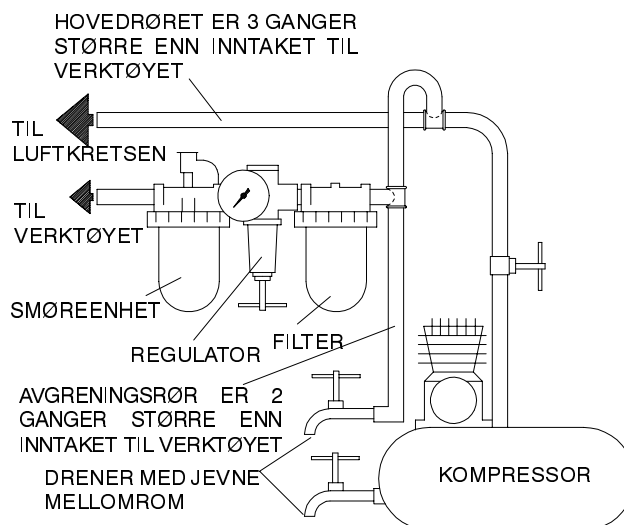 HOVEDRØRET ER 3 GANGER
STØRRE ENN INNTAKET TIL
VERKTØYET
TIL
LUFTKRETSEN
TIL
VERKTØYET
SMØREENHET
REGULATOR
FILTER
AVGRENINGSRØR ER 2
GANGER STØRRE ENN
INNTAKET TIL VERKTØYET
DRENER MED JEVNE
MELLOMROM
KOMPRESSOR